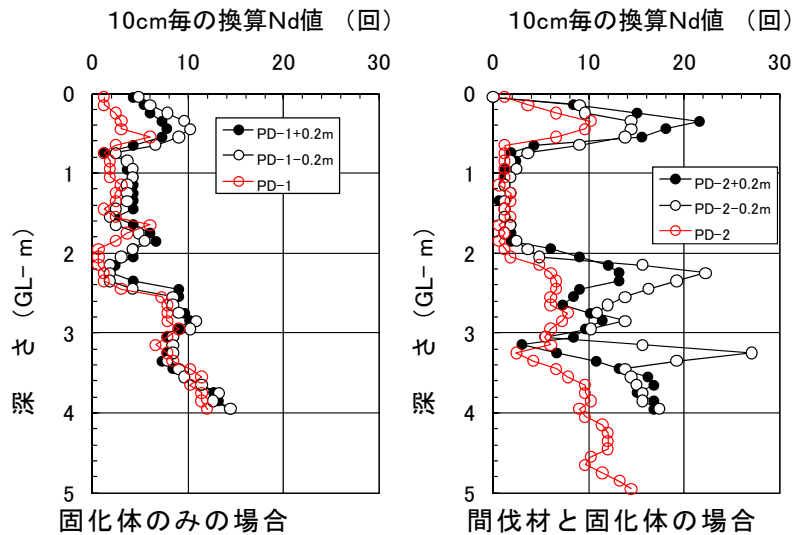 10cm毎の換算Nd値 （回）
0 10 20 30
0
1
2
3
4
5
深 さ (GL- m)
PD-1+0.2m
PD-1-0.2m
PD-1
固化体のみの場合
10cm毎の換算Nd値 （回）
0 10 20 30
0
1
2
3
4
5
深 さ (GL- m)
PD-2+0.2m
PD-2-0.2m
PD-2
間伐材と固化体の場合